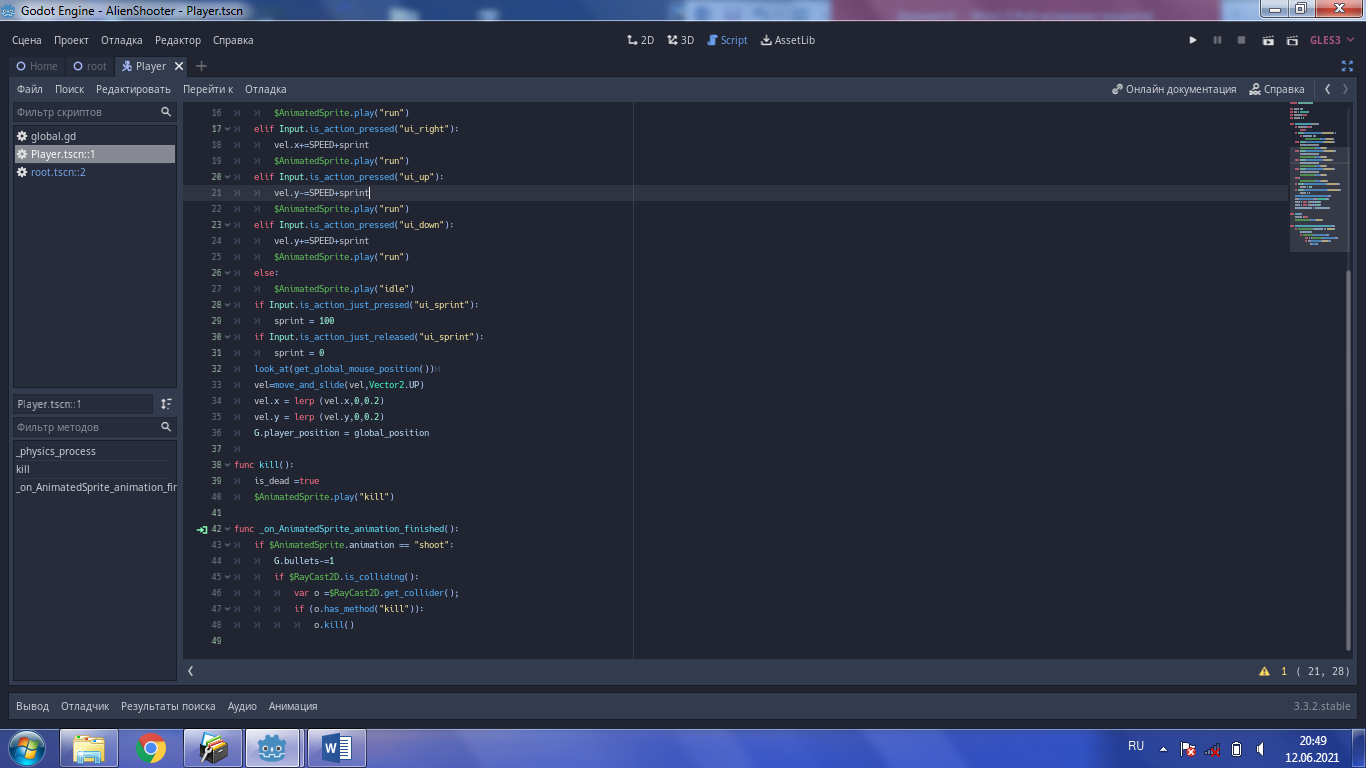 Godot Engine - AlienShooter - Player.tscn
Сцена Проект Отладка Редактор Справка
2D 3D Script AssetLib
GLES3
Home root Player
Файл Поиск Редактировать Перейти к Отладка
Онлайн документация Справка
Фильтр скриптов
global.gd
Player.tscn::1
root.tscn::2
Player.tscn::1
Фильтр методов
_physics_process
kill
_on_AnimatedSprite_animation_fir
16 $AnimatedSprite.play("run")
17 elif Input.is_action_pressed("ui_right"):
18 vel.x+=SPEED+sprint
19 $AnimatedSprite.play("run")
20 elif Input.is_action_pressed("ui_up"):
21 vel.y-=SPEED+sprint
22 $AnimatedSprite.play("run")
23 elif Input.is_action_pressed("ui_down"):
24 vel.y+=SPEED+sprint
25 $AnimatedSprite.play("run")
26 else:
27 $AnimatedSprite.play("idle")
28 if Input.is_action_just_pressed("ui_sprint"):
29 sprint = 100
30 if Input.is_action_just_released("ui_sprint"):
31 sprint = 0
32 look_at(get_global_mouse_position())
33 vel=move_and_slide(vel,Vector2.UP)
34 vel.x = lerp (vel.x,0,0.2)
35 vel.y = lerp (vel.y,0,0.2)
36 G.player_position = global_position
37
38 func kill():
39 is_dead =true
40 $AnimatedSprite.play("kill")
41
42 func _on_AnimatedSprite_animation_finished():
43 if $AnimatedSprite.animation == "shoot":
44 G.bullets-=1
45 if $RayCast2D.is_colliding():
46 var o =$RayCast2D.get_collider();
47 if (o.has_method("kill")):
48 o.kill()
49
1 ( 21, 28)
Вывод Отладчик Результаты поиска Аудио Анимация
3.3.2.stable
RU
20:49
12.06.2021